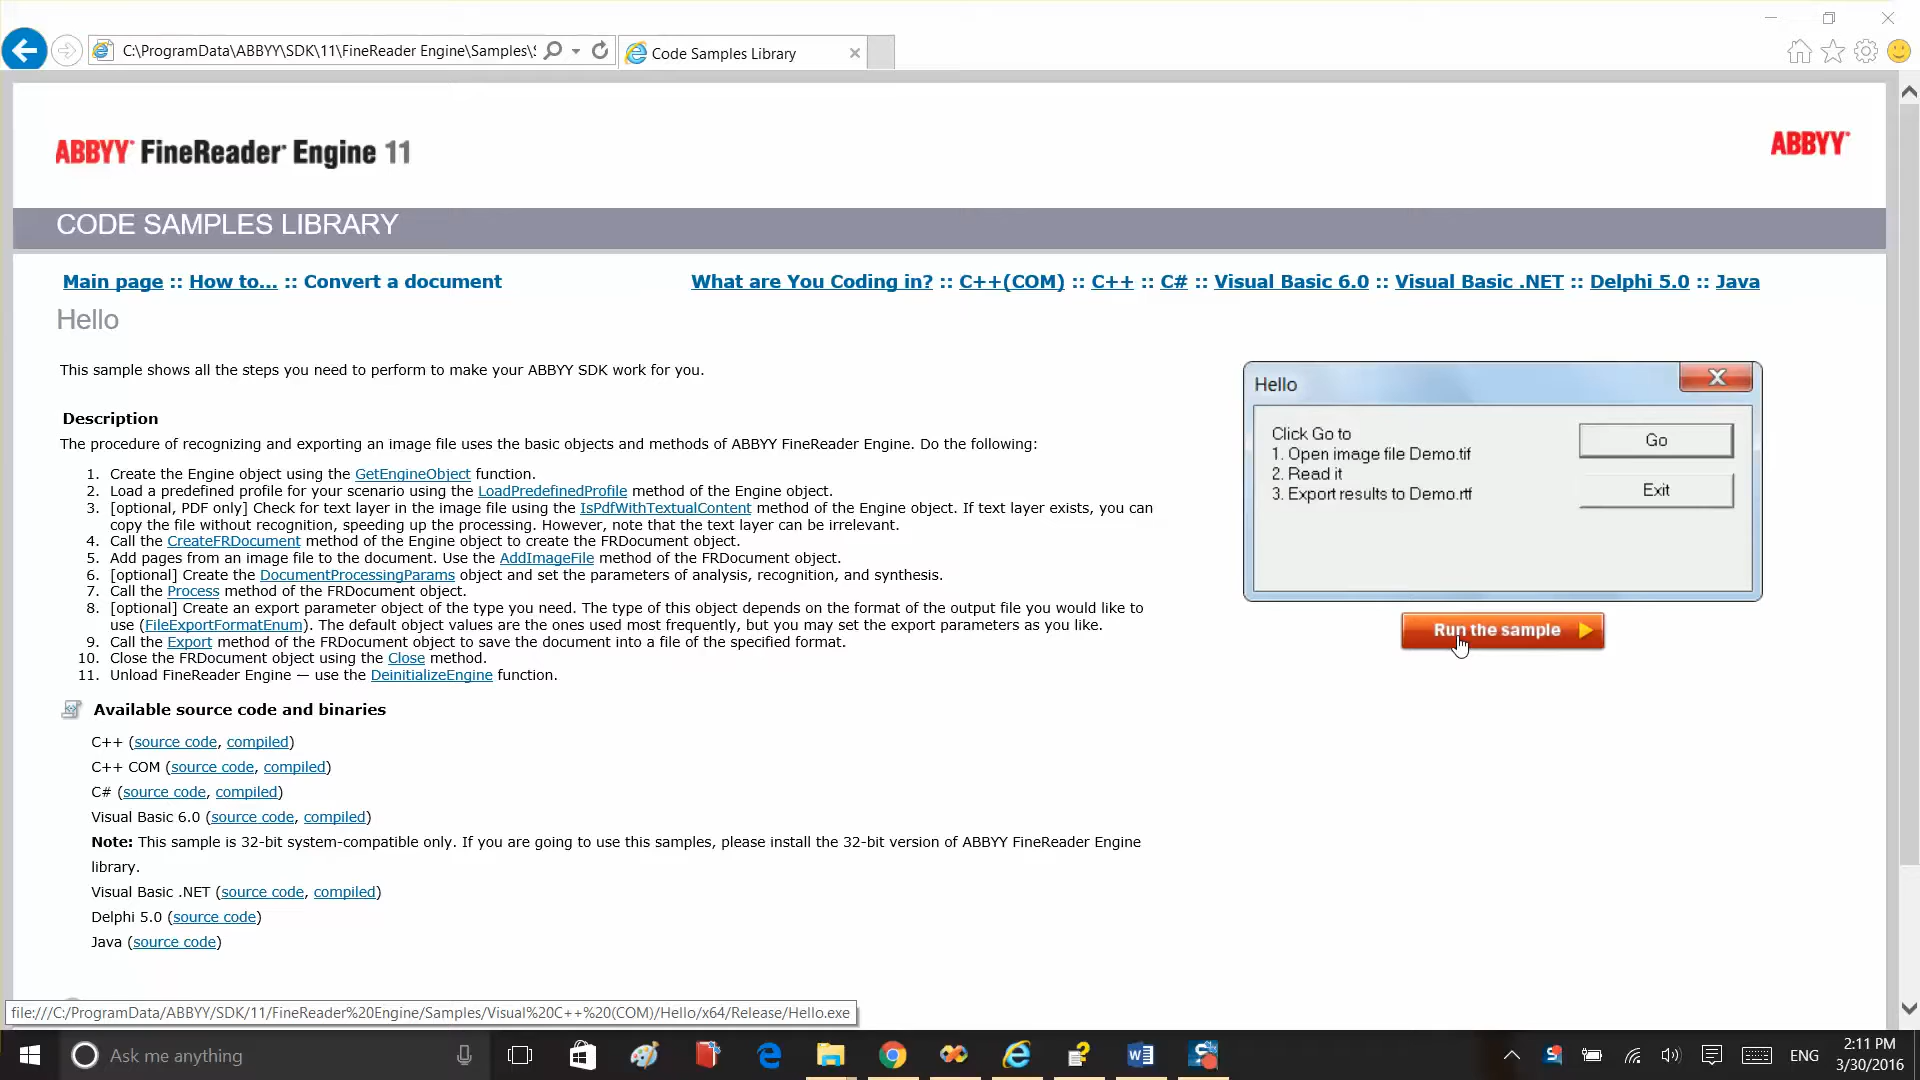 C:\ProgramData\ABBYY\SDK\11\FineReader Engine\Samples\
Code Samples Library
ABBYY FineReader Engine 11
ABBYY
CODE SAMPLES LIBRARY
Main page :: How to... :: Convert a document
What are You Coding in? :: C++(COM) :: C++ :: C# :: Visual Basic 6.0 :: Visual Basic .NET :: Delphi 5.0 :: Java
Hello
This sample shows all the steps you need to perform to make your ABBYY SDK work for you.
Description
The procedure of recognizing and exporting an image file uses the basic objects and methods of ABBYY FineReader Engine. Do the following:
1. Create the Engine object using the GetEngineObject function.
2. Load a predefined profile for your scenario using the LoadPredefinedProfile method of the Engine object.
3. [optional, PDF only] Check for text layer in the image file using the IsPdfWithTextualContent method of the Engine object. If text layer exists, you can
copy the file without recognition, speeding up the processing. However, note that the text layer can be irrelevant.
4. Call the CreateFRDocument method of the Engine object to create the FRDocument object.
5. Add pages from an image file to the document. Use the AddImageFile method of the FRDocument object.
6. [optional] Create the DocumentProcessingParams object and set the parameters of analysis, recognition, and synthesis.
7. Call the Process method of the FRDocument object.
8. [optional] Create an export parameter object of the type you need. The type of this object depends on the format of the output file you would like to
use (FileExportFormatEnum). The default object values are the ones used most frequently, but you may set the export parameters as you like.
9. Call the Export method of the FRDocument object to save the document into a file of the specified format.
10. Close the FRDocument object using the Close method.
11. Unload FineReader Engine — use the DeinitializeEngine function.
Hello
X
Click Go to
1. Open image file Demo.tif
2. Read it
3. Export results to Demo.rtf
Go
Exit
Run the sample
Available source code and binaries
C++ (source code, compiled)
C++ COM (source code, compiled)
C# (source code, compiled)
Visual Basic 6.0 (source code, compiled)
Note: This sample is 32-bit system-compatible only. If you are going to use this samples, please install the 32-bit version of ABBYY FineReader Engine
library.
Visual Basic .NET (source code, compiled)
Delphi 5.0 (source code)
Java (source code)
file:///C:/ProgramData/ABBYY/SDK/11/FineReader%20Engine/Samples/Visual%20C++%20(COM)/Hello/x64/Release/Hello.exe
Ask me anything
ENG
2:11 PM
3/30/2016